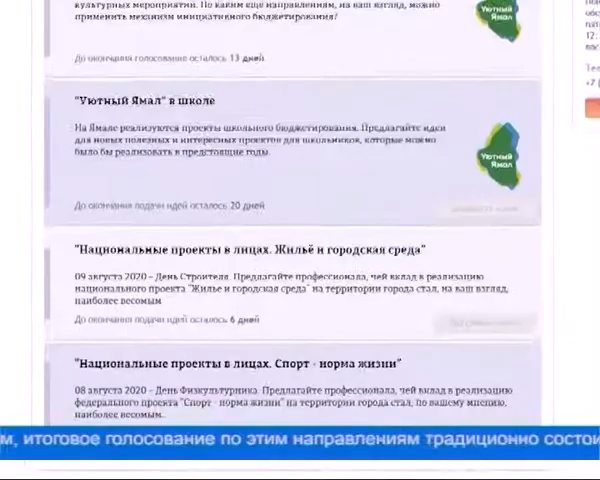 культурных мероприятий. По каким еще направлениям, на ваш взгляд, можно
применить механизм инициативного бюджетирования?
Уютный
Ямал
До окончания голосования осталось 13 дней
"Уютный Ямал" в школе
На Ямале реализуются проекты школьного бюджетирования. Предлагайте идеи
для новых полезных и интересных проектов для школьников, которые можно
было бы реализовать в предстоящие годы.
Уютный
Ямал
До окончания подачи идей осталось 20 дней
"Национальные проекты в лицах. Жильё и городская среда"
09 августа 2020 – День Строителя. Предлагайте профессионала, чей вклад в реализацию
национального проекта "Жилье и городская среда" на территории города стал, на ваш взгляд,
наиболее весомым
До окончания подачи идей осталось 6 дней
"Национальные проекты в лицах. Спорт - норма жизни"
08 августа 2020 – День Физкультурника. Предлагайте профессионала, чей вклад в реализацию
федерального проекта "Спорт - норма жизни" на территории города стал, по вашему мнению,
наиболее весомым.
м, итоговое голосование по этим направлениям традиционно состои
12:
+7 (